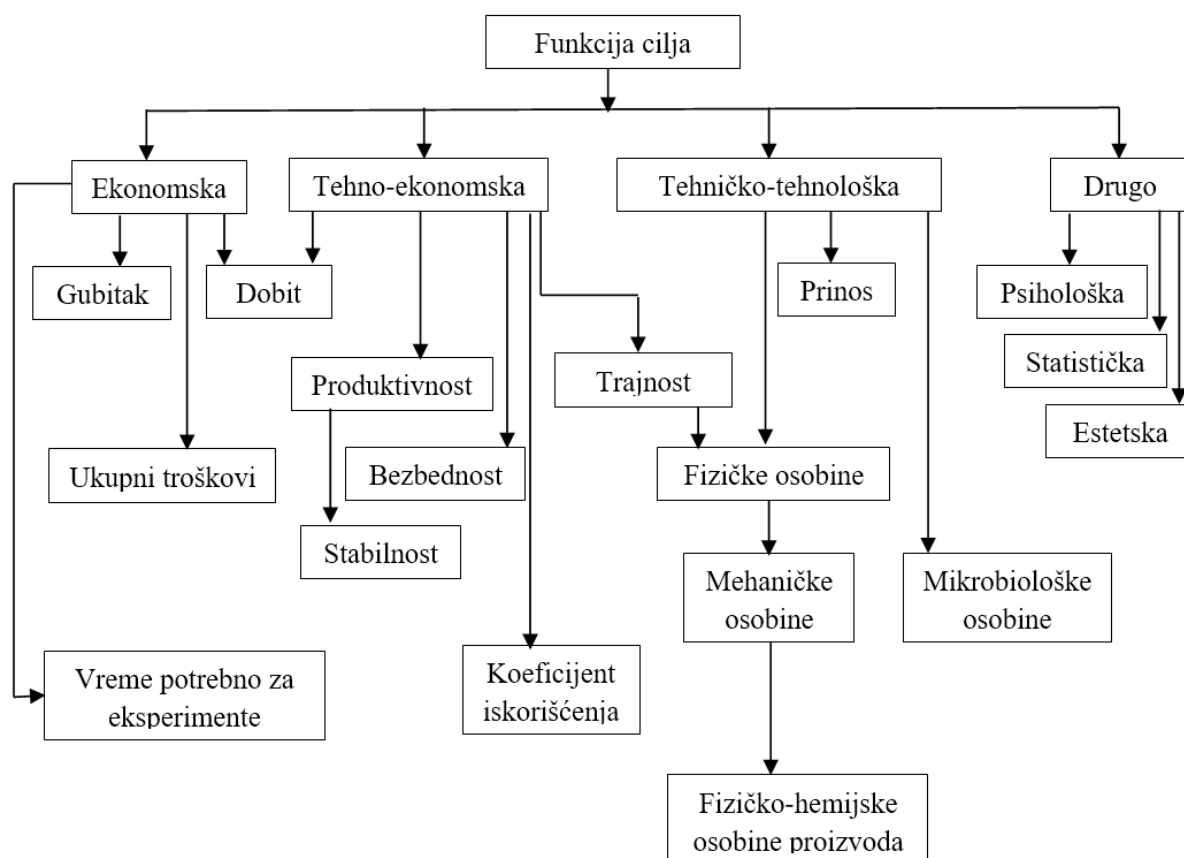 Funkcija cilja
Ekonomska
Tehno-ekonomska
Tehničko-tehnološka
Drugo
Gubitak
Dobit
Prinos
Psihološka
Statistička
Produktivnost
Trajnost
Estetska
Ukupni troškovi
Bezbednost
Fizičke osobine
Stabilnost
Mehaničke
osobine
Mikrobiološke
osobine
Vreme potrebno za
eksperimente
Koeficijent
iskorišćenja
Fizičko-hemijske
osobine proizvoda